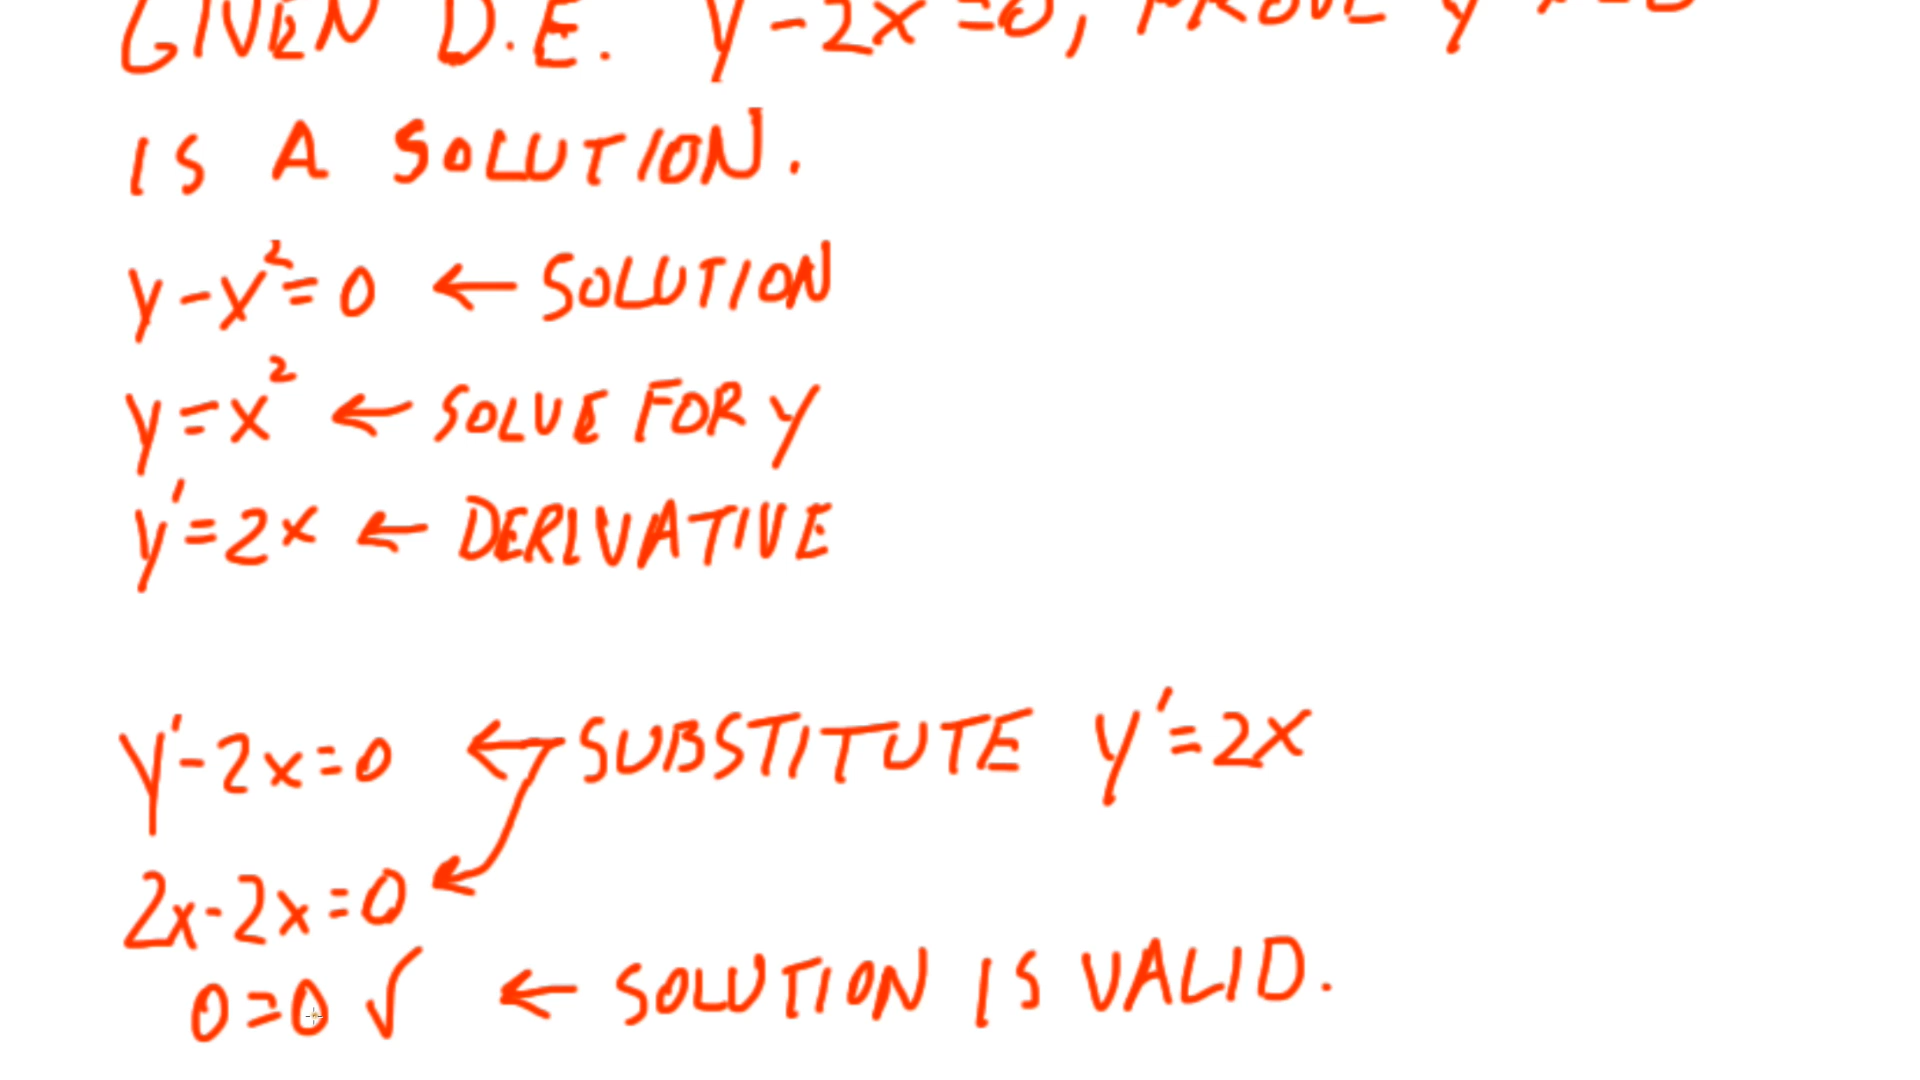 GIVEN D.E. y-2x=0, PROVE y-x=0
IS A SOLUTION.
y-x²=0 ← SOLUTION
y=x² ← SOLVE FOR y
y'=2x ← DERIVATIVE
y'-2x=0 ← SUBSTITUTE y'=2x
2x-2x=0 ←
0=0 √ ← SOLUTION IS VALID.